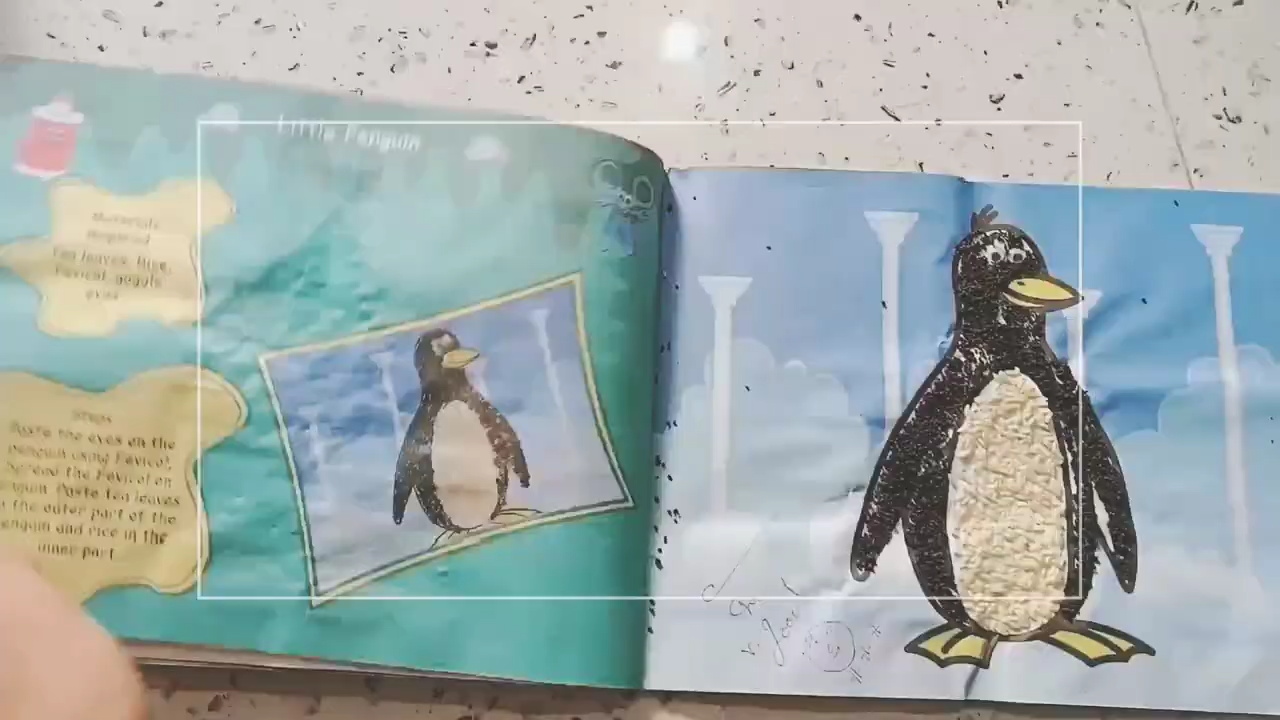 Little Penguin
Materials
Required
Tea leaves, Rice,
Fevicol, goggle
eyes
Steps
Paste the eyes on the
penguin using Fevicol.
Spread the Fevicol on
Paste tea leaves
the outer part of the
penguin and rice in the
inner part
v. good